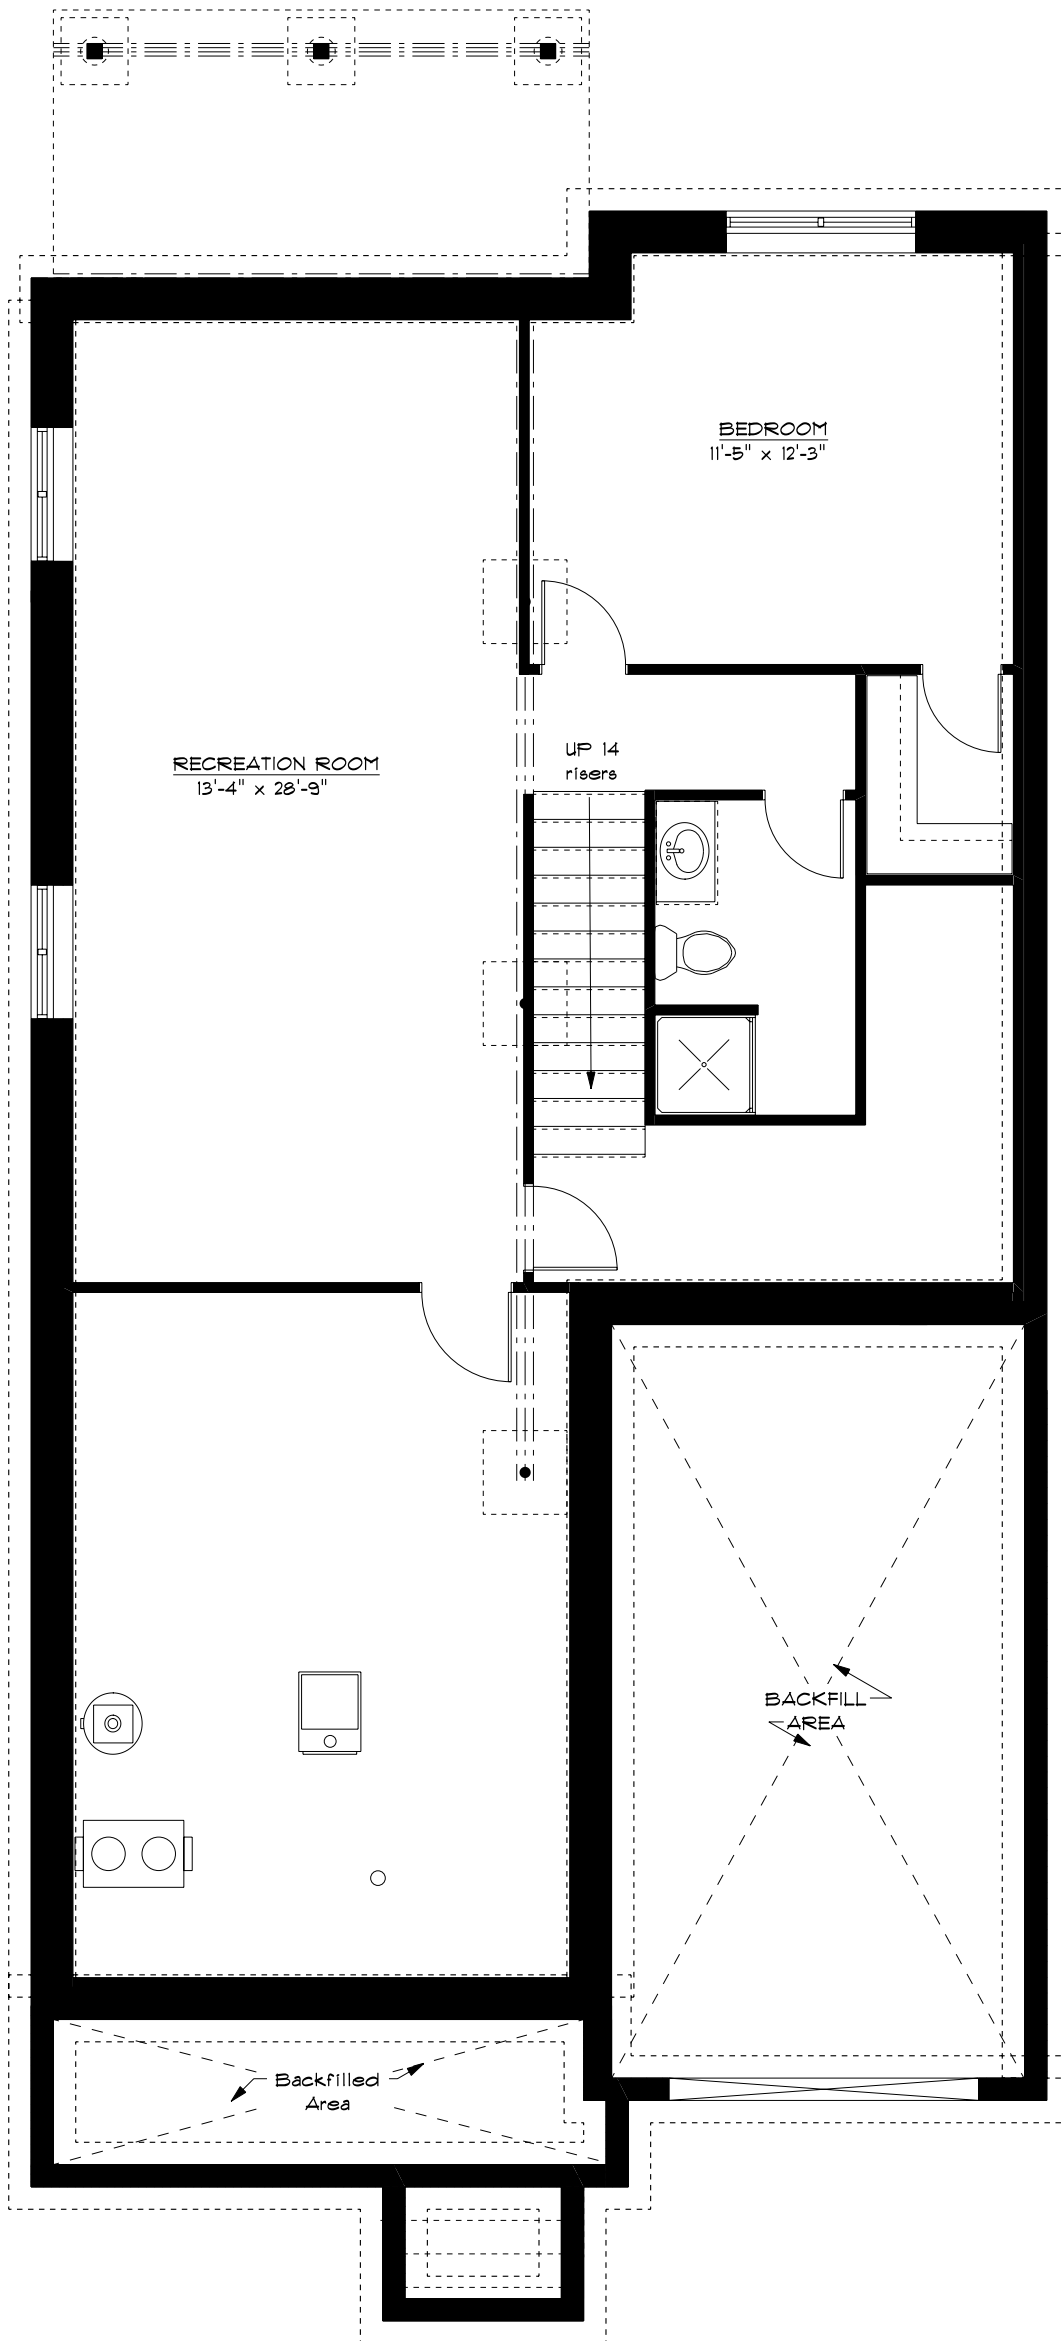 BEDROOM
11'-5" x 12'-3"
RECREATION ROOM
13'-4" x 28'-9"
UP 14
risers
BACKFILL
AREA
Backfilled
Area